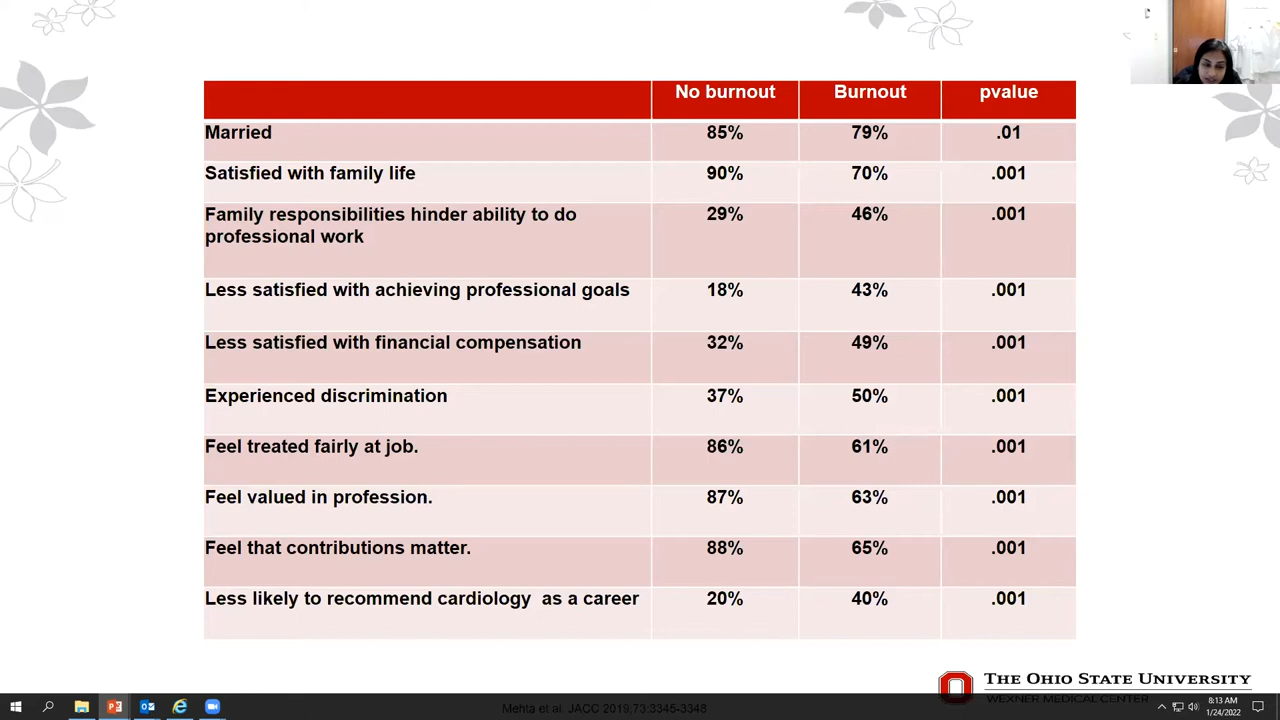 No burnout Burnout pvalue
Married 85% 79% .01
Satisfied with family life 90% 70% .001
Family responsibilities hinder ability to do 29% 46% .001
professional work
Less satisfied with achieving professional goals 18% 43% .001
Less satisfied with financial compensation 32% 49% .001
Experienced discrimination 37% 50% .001
Feel treated fairly at job. 86% 61% .001
Feel valued in profession. 87% 63% .001
Feel that contributions matter. 88% 65% .001
Less likely to recommend cardiology as a career 20% 40% .001
THE OHIO STATE UNIVERSITY
WEXNER MEDICAL CENTER
Mehta et al. JACC 2019;73:3345-3348
8:13 AM
1/24/2022